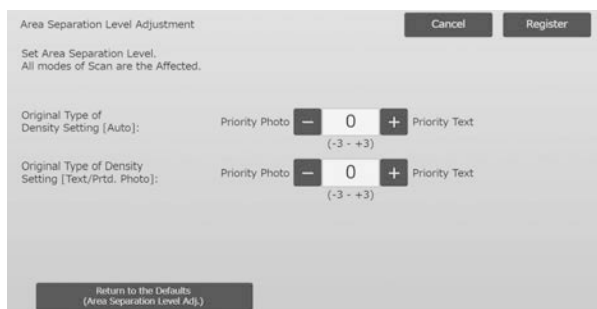 Area Separation Level Adjustment
Cancel
Register
Set Area Separation Level.
All modes of Scan are the Affected.
Original Type of
Density Setting [Auto]:
Priority Photo
−
0
+
Priority Text
(-3 - +3)
Original Type of Density
Setting [Text/Prtd. Photo]:
Priority Photo
−
0
+
Priority Text
(-3 - +3)
Return to the Defaults
(Area Separation Level Adj.)